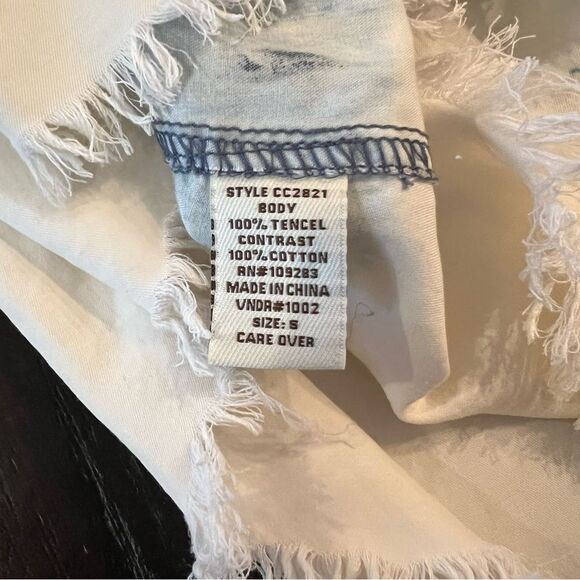 STYLE CC2821
BODY
100% TENCEL
CONTRAST
100% COTTON
RN#109283
MADE IN CHINA
VNDR#1002
SIZE: S
CARE OVER